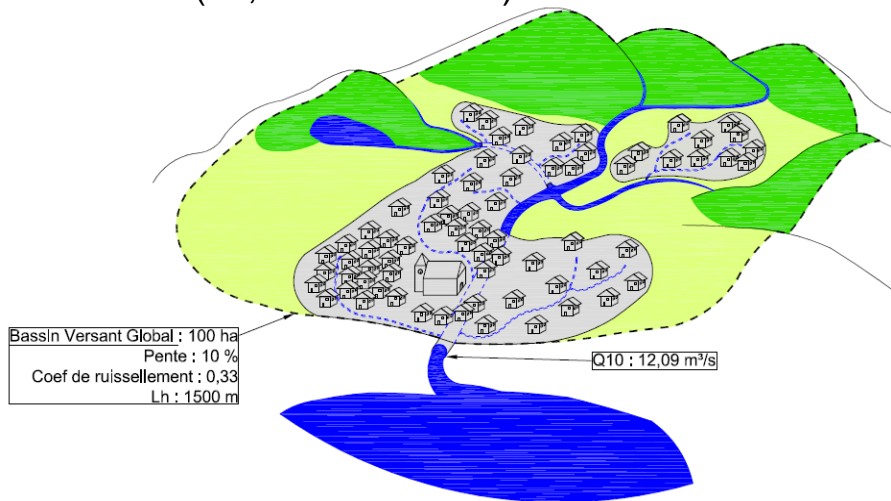 Bassin Versant Global : 100 ha
Pente : 10 %
Coef de ruissellement : 0,33
Lh : 1500 m
Q10 : 12,09 m³/s